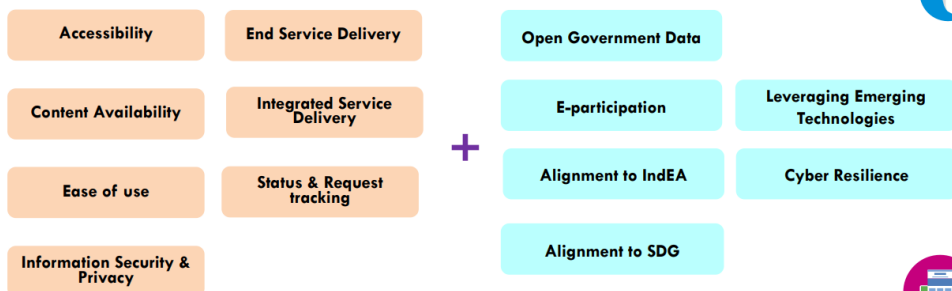 Accessibility
End Service Delivery
Content Availability
Integrated Service
Delivery
Ease of use
Status & Request
tracking
Information Security &
Privacy
+
Open Government Data
E-participation
Leveraging Emerging
Technologies
Alignment to IndEA
Cyber Resilience
Alignment to SDG